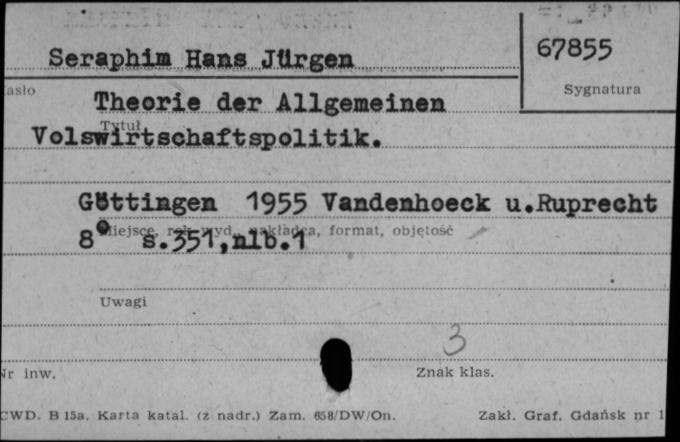 Seraphim Hans Jürgen
67855
asło
Sygnatura
Theorie der Allgemeinen
Tytuł
Volswirtschaftspolitik.
Göttingen 1955 Vandenhoeck u.Ruprecht
Miejsce, rok wyd., nakładca, format, objętość
8° s.351,nlb.1
Uwagi
3
Nr inw.
Znak klas.
CWD. B 15a. Karta katal. (z nadr.) Zam. 658/DW/On.
Zakł. Graf. Gdańsk nr 1